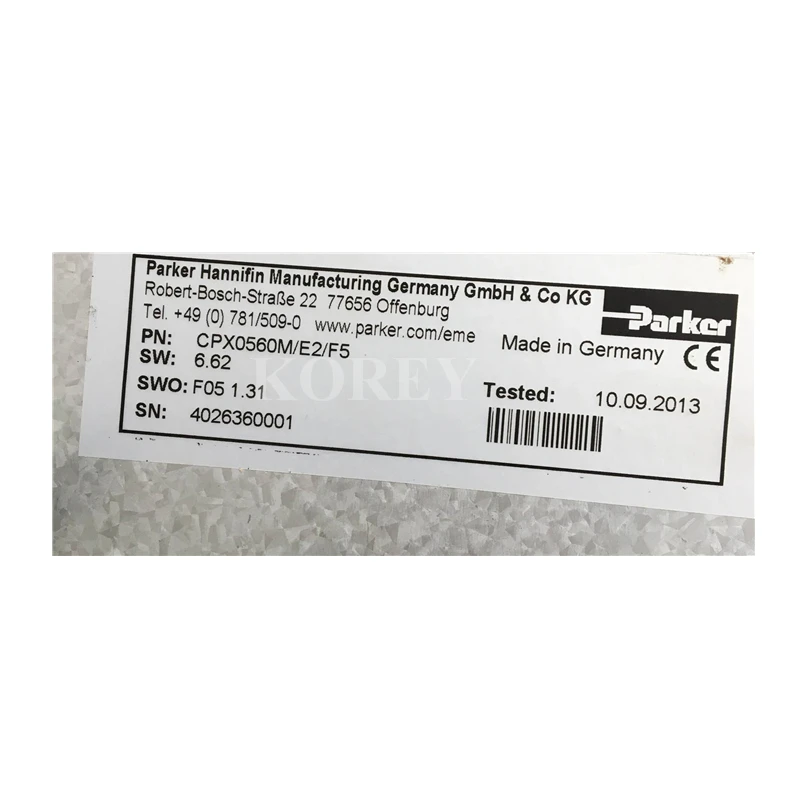 Parker Hannifin Manufacturing Germany GmbH & Co KG
Robert-Bosch-Straße 22 77656 Offenburg
Tel. +49 (0) 781/509-0 www.parker.com/eme
Parker
Made in Germany CE
PN: CPX0560M/E2/F5
SW: 6.62
SWO: F05 1.31
SN: 4026360001
Tested: 10.09.2013
KOREY